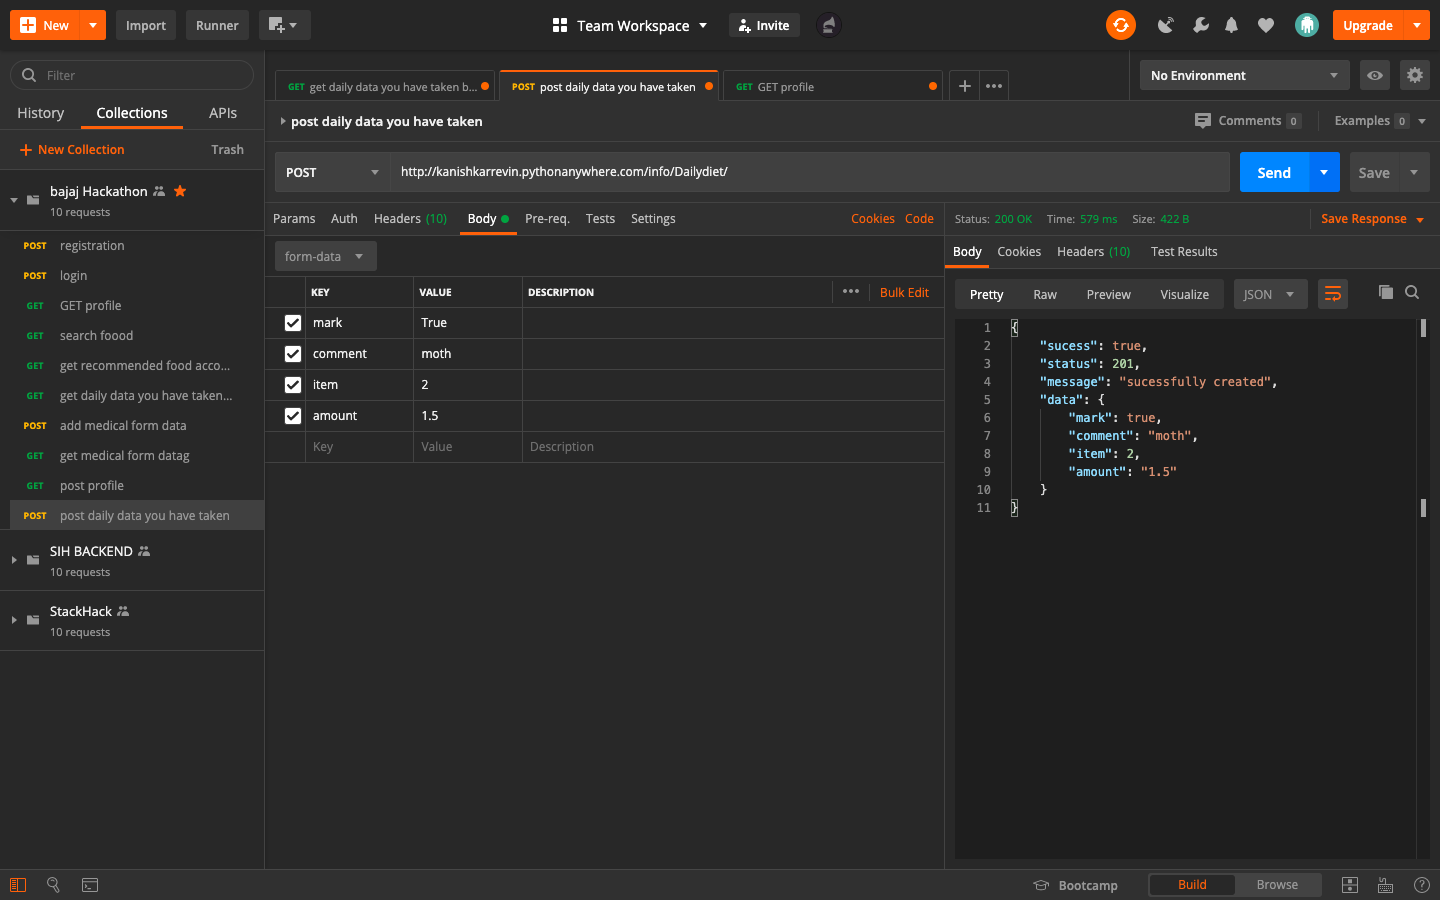 New Import Runner Team Workspace Invite Upgrade
Filter
History Collections APIs
New Collection Trash
bajaj Hackathon
10 requests
POST registration
POST login
GET GET profile
GET search foood
GET get recommended food acco...
GET get daily data you have taken...
POST add medical form data
GET get medical form datag
GET post profile
POST post daily data you have taken
SIH BACKEND
10 requests
StackHack
10 requests
GET get daily data you have taken b... POST post daily data you have taken GET GET profile
No Environment
post daily data you have taken
Comments 0 Examples 0
POST http://kanishkarrevin.pythonanywhere.com/info/Dailydiet/ Send Save
Params Auth Headers (10) Body Pre-req. Tests Settings Cookies Code
form-data
KEY VALUE DESCRIPTION Bulk Edit
mark True
comment moth
item 2
amount 1.5
Key Value Description
Status: 200 OK Time: 579 ms Size: 422 B Save Response
Body Cookies Headers (10) Test Results
Pretty Raw Preview Visualize JSON
1 {
2 "sucess": true,
3 "status": 201,
4 "message": "sucessfully created",
5 "data": {
6 "mark": true,
7 "comment": "moth",
8 "item": 2,
9 "amount": "1.5"
10 }
11 }
Bootcamp Build Browse